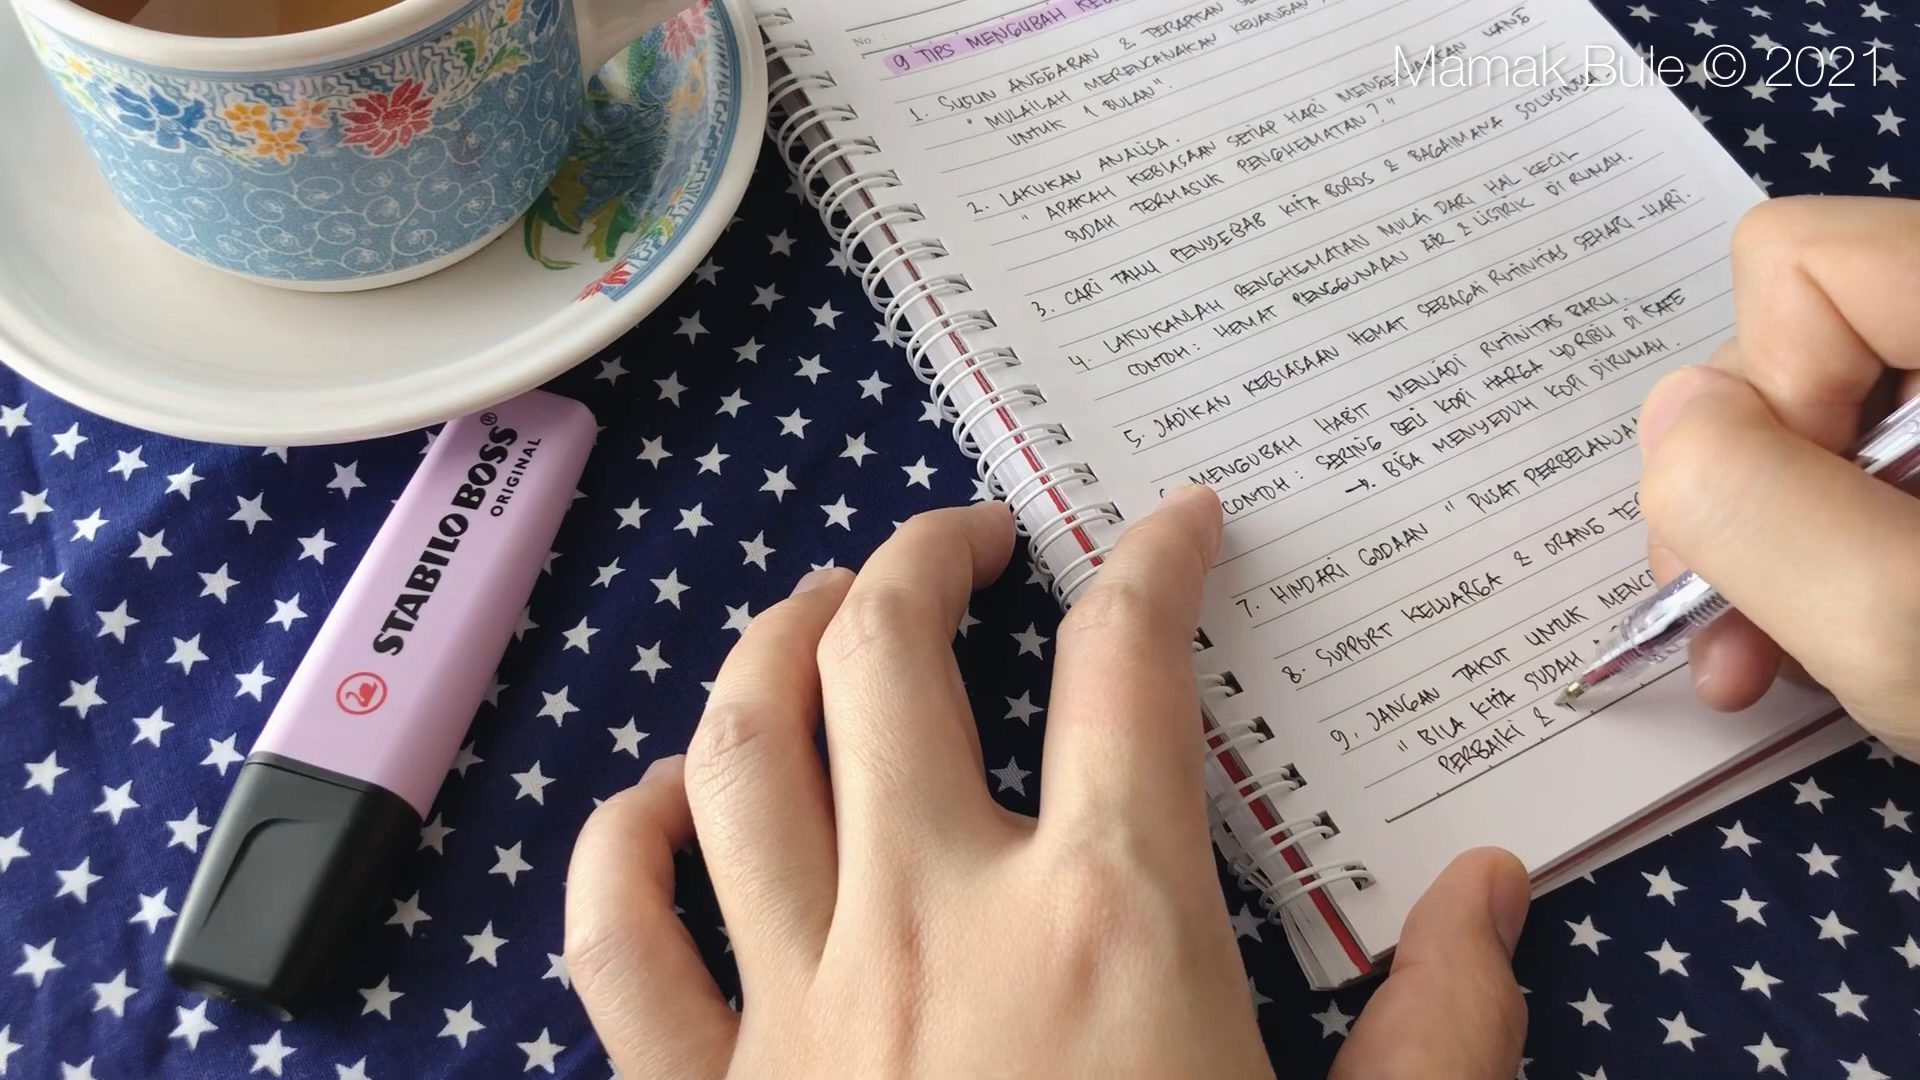 Mamak Bule © 2021
No. :
9 TIPS MENGUBAH
1. SUSUN ANGGARAN & TERAPKAN
" MULAILAH MERENCANAKAN KEUANGAN
UNTUK 1 BULAN".
2. LAKUKAN ANALISA.
" APAKAH KEBIASAAN SETIAP HARI UANG
SUDAH TERMASUK PENGHEMATAN ? "
3. CARI TAHU PENYEBAB KITA BOROS & BAGAIMANA SOLUSINYA.
4. LAKUKANLAH PENGHEMATAN MULAI DARI HAL KECIL
CONTOH : HEMAT PENGGUNAAN AIR & LISTRIK DI RUMAH.
5. JADIKAN KEBIASAAN HEMAT SEBAGAI RUTINITAS SEHARI-HARI.
MENGUBAH HABIT MENJADI RUTINITAS BARU.
CONTOH : SERING BELI KOPI HARGA 40 RIBU DI KAFE
→ BISA MENYEDUH KOPI DIRUMAH.
7. HINDARI GODAAN " PUSAT
8. SUPPORT KELUARGA & ORANG
9. JANGAN TAKUT UNTUK
" BILA KITA SUDAH
PERBAIKI &
STABILO BOSS®
ORIGINAL